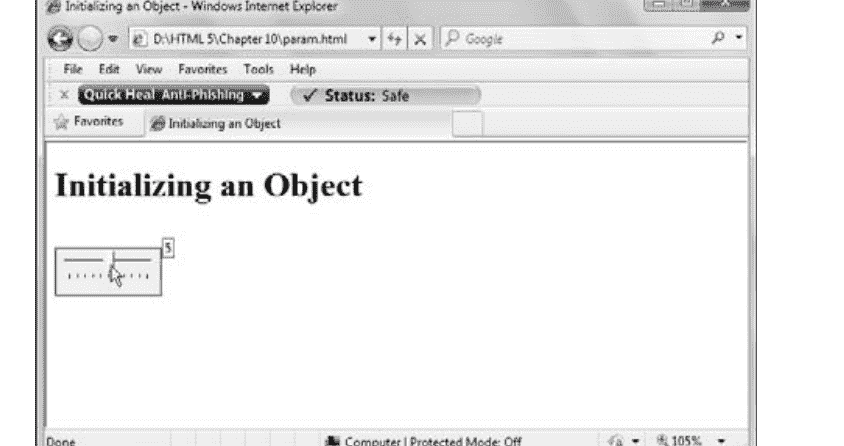 Initializing an Object - Windows Internet Explorer
D:\HTML 5\Chapter 10\param.html
Google
File Edit View Favorites Tools Help
Quick Heal Anti-Phishing
Status: Safe
Favorites
Initializing an Object
Initializing an Object
5
Done
Computer | Protected Mode: Off
105%